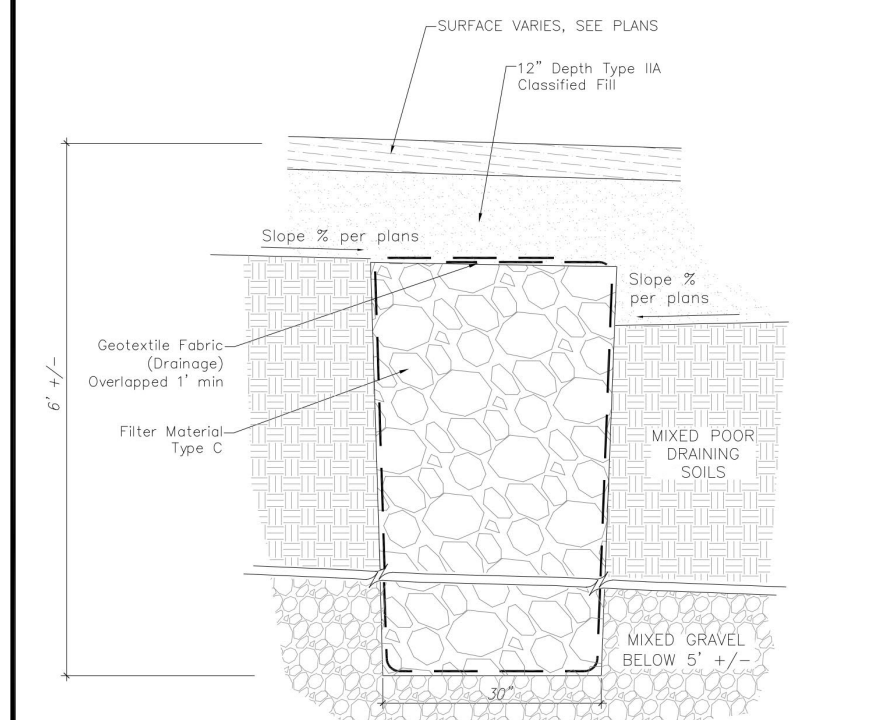 SURFACE VARIES, SEE PLANS
12" Depth Type IIA
Classified Fill
Slope % per plans
Slope %
per plans
Geotextile Fabric
(Drainage)
Overlapped 1' min
6' +/-
Filter Material
Type C
MIXED POOR
DRAINING
SOILS
MIXED GRAVEL
BELOW 5' +/-
30"